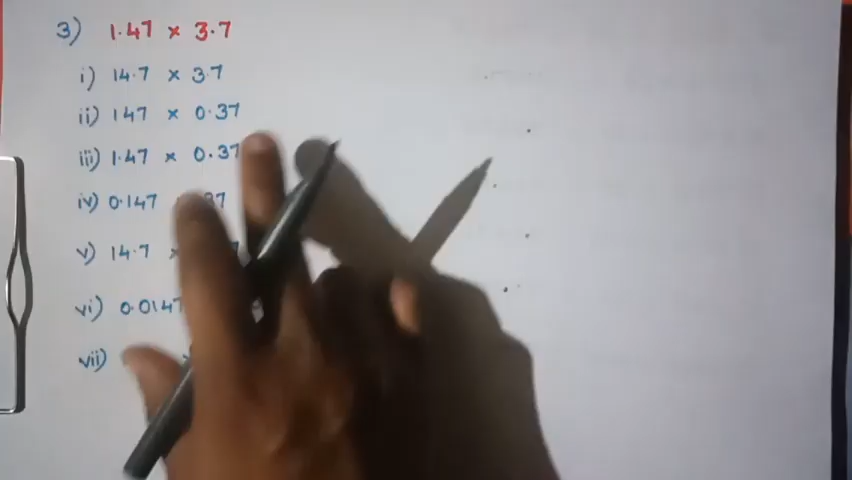 3) 1.47 × 3.7
i) 14.7 × 3.7
ii) 147 × 0.37
iii) 1.47 × 0.37
iv) 0.147 37
v) 14.7 ×
vi) 0.0147
vii)